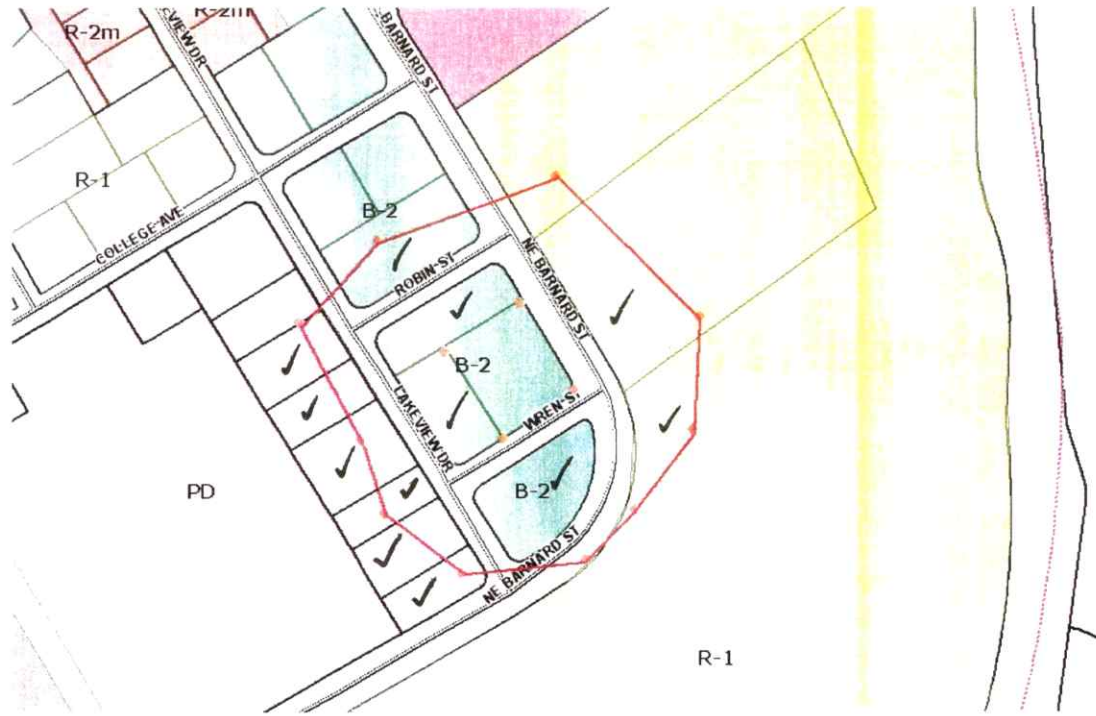 R-2m
R-2m
BARNARD ST
R-1
COLLEGE AVE
B-2
ROBIN ST
NE BARNARD ST
B-2
LAKEVIEW DR
WREN ST
PD
B-2
NE BARNARD ST
R-1